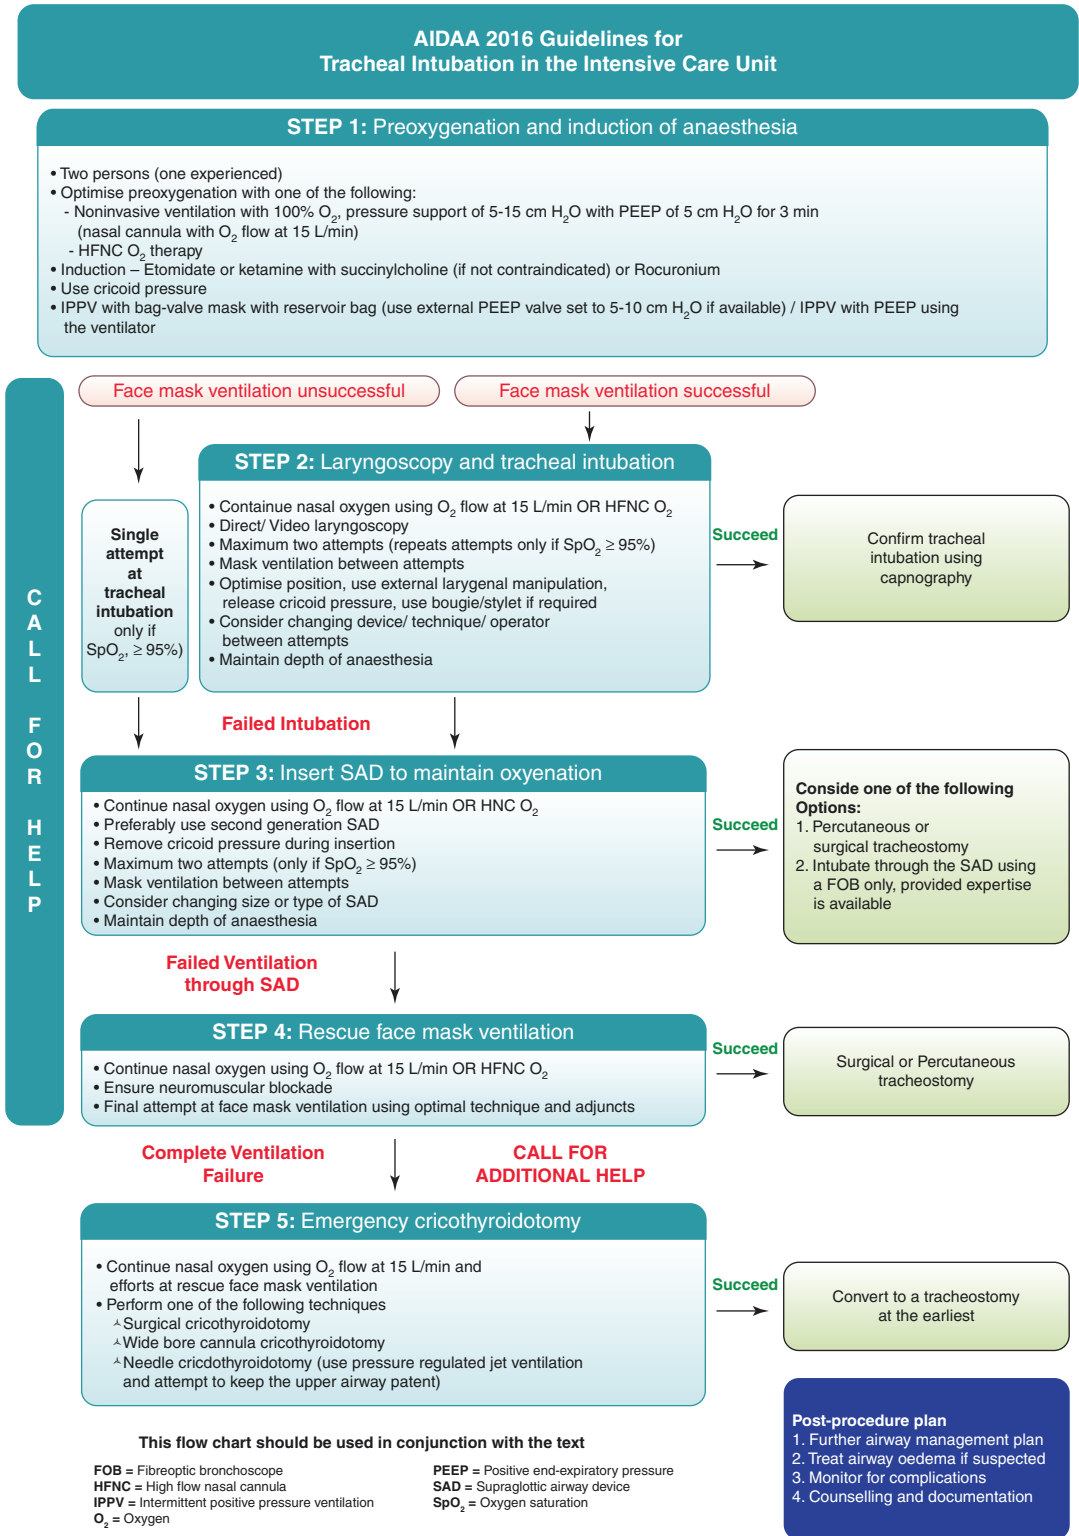 AIDAA 2016 Guidelines for
Tracheal Intubation in the Intensive Care Unit
STEP 1: Preoxygenation and induction of anaesthesia
• Two persons (one experienced)
• Optimise preoxygenation with one of the following:
- Noninvasive ventilation with 100% O₂, pressure support of 5-15 cm H₂O with PEEP of 5 cm H₂O for 3 min
(nasal cannula with O₂ flow at 15 L/min)
- HFNC O₂ therapy
• Induction – Etomidate or ketamine with succinylcholine (if not contraindicated) or Rocuronium
• Use cricoid pressure
• IPPV with bag-valve mask with reservoir bag (use external PEEP valve set to 5-10 cm H₂O if available) / IPPV with PEEP using
the ventilator
CALL FOR HELP
Face mask ventilation unsuccessful
Face mask ventilation successful
Single
attempt
at
tracheal
intubation
only if
SpO₂, ≥ 95%)
STEP 2: Laryngoscopy and tracheal intubation
• Containue nasal oxygen using O₂ flow at 15 L/min OR HFNC O₂
• Direct/ Video laryngoscopy
• Maximum two attempts (repeats attempts only if SpO₂ ≥ 95%)
• Mask ventilation between attempts
• Optimise position, use external larygenal manipulation,
release cricoid pressure, use bougie/stylet if required
• Consider changing device/ technique/ operator
between attempts
• Maintain depth of anaesthesia
Succeed
Confirm tracheal
intubation using
capnography
Failed Intubation
STEP 3: Insert SAD to maintain oxyenation
• Continue nasal oxygen using O₂ flow at 15 L/min OR HNC O₂
• Preferably use second generation SAD
• Remove cricoid pressure during insertion
• Maximum two attempts (only if SpO₂ ≥ 95%)
• Mask ventilation between attempts
• Consider changing size or type of SAD
• Maintain depth of anaesthesia
Succeed
Conside one of the following
Options:
1. Percutaneous or
surgical tracheostomy
2. Intubate through the SAD using
a FOB only, provided expertise
is available
Failed Ventilation
through SAD
STEP 4: Rescue face mask ventilation
• Continue nasal oxygen using O₂ flow at 15 L/min OR HFNC O₂
• Ensure neuromuscular blockade
• Final attempt at face mask ventilation using optimal technique and adjuncts
Succeed
Surgical or Percutaneous
tracheostomy
Complete Ventilation
Failure
CALL FOR
ADDITIONAL HELP
STEP 5: Emergency cricothyroidotomy
• Continue nasal oxygen using O₂ flow at 15 L/min and
efforts at rescue face mask ventilation
• Perform one of the following techniques
Surgical cricothyroidotomy
Wide bore cannula cricothyroidotomy
Needle cricdothyroidotomy (use pressure regulated jet ventilation
and attempt to keep the upper airway patent)
Succeed
Convert to a tracheostomy
at the earliest
Post-procedure plan
1. Further airway management plan
2. Treat airway oedema if suspected
3. Monitor for complications
4. Counselling and documentation
This flow chart should be used in conjunction with the text
FOB = Fibreoptic bronchoscope
HFNC = High flow nasal cannula
IPPV = Intermittent positive pressure ventilation
O₂ = Oxygen
PEEP = Positive end-expiratory pressure
SAD = Supraglottic airway device
SpO₂ = Oxygen saturation